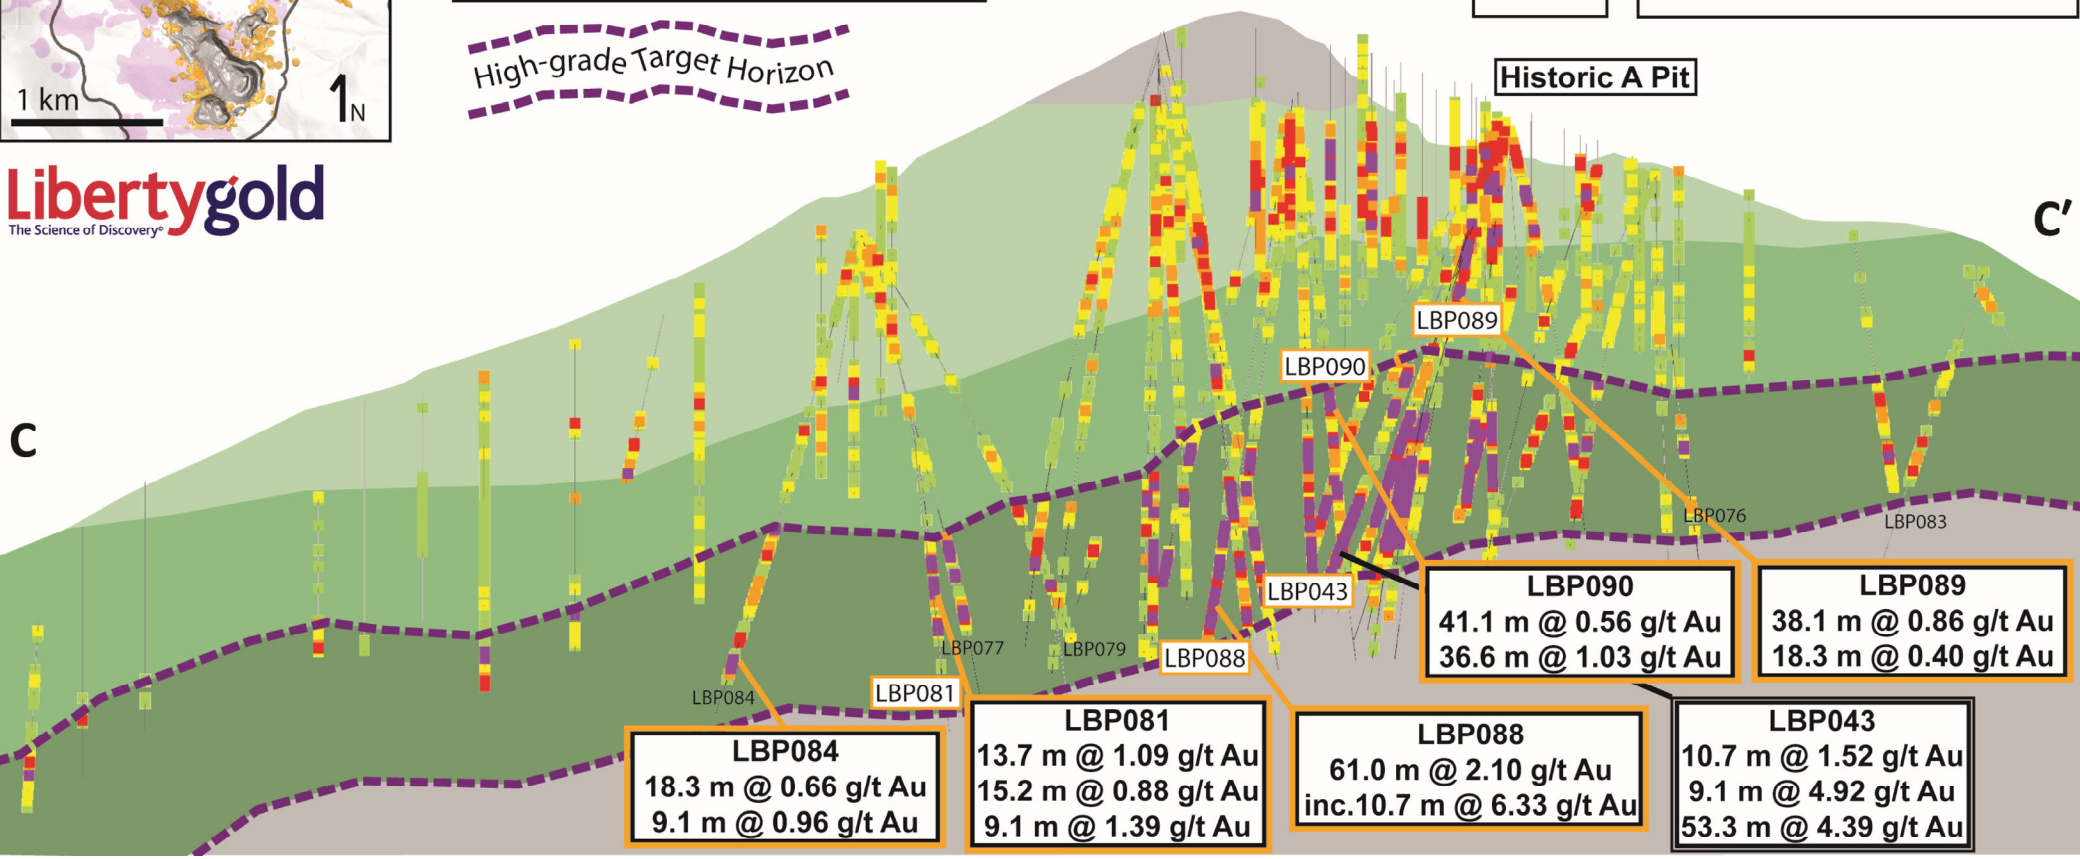 1 km
1N
Libertygold
The Science of Discovery©
High-grade Target Horizon
Historic A Pit
C
C'
LBP089
LBP090
LBP076
LBP083
LBP043
LBP077
LBP079
LBP088
LBP084
LBP081
LBP090
41.1 m @ 0.56 g/t Au
36.6 m @ 1.03 g/t Au
LBP089
38.1 m @ 0.86 g/t Au
18.3 m @ 0.40 g/t Au
LBP084
18.3 m @ 0.66 g/t Au
9.1 m @ 0.96 g/t Au
LBP081
13.7 m @ 1.09 g/t Au
15.2 m @ 0.88 g/t Au
9.1 m @ 1.39 g/t Au
LBP088
61.0 m @ 2.10 g/t Au
inc.10.7 m @ 6.33 g/t Au
LBP043
10.7 m @ 1.52 g/t Au
9.1 m @ 4.92 g/t Au
53.3 m @ 4.39 g/t Au